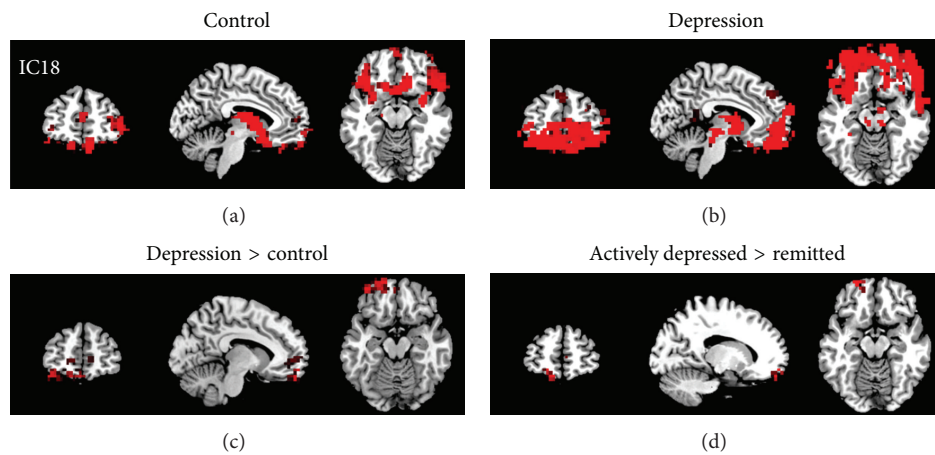 Control
Depression
IC18
(a)
(b)
Depression > control
Actively depressed > remitted
(c)
(d)